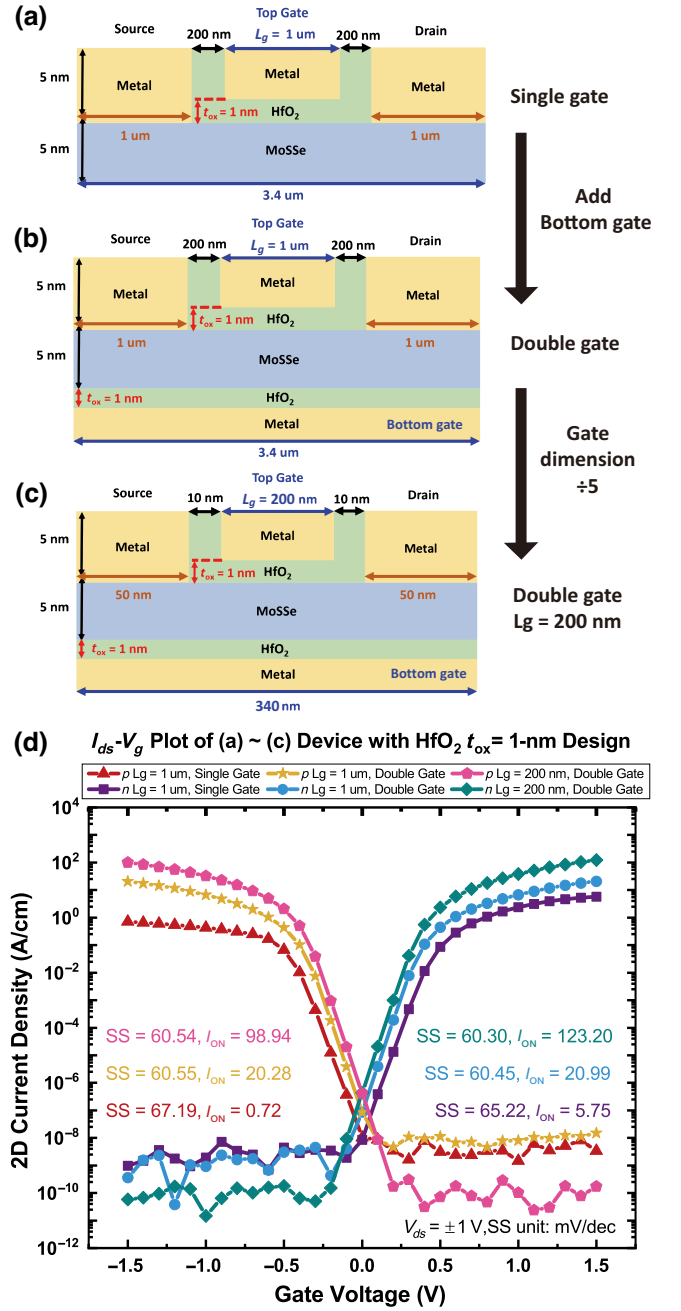 (a)
Top Gate
Source
200 nm
Lg = 1 um
200 nm
Drain
5 nm
Metal
Metal
Metal
tox = 1 nm
HfO2
1 um
1 um
5 nm
MoSSe
3.4 um
Single gate
Add
Bottom gate
(b)
Top Gate
Source
200 nm
Lg = 1 um
200 nm
Drain
5 nm
Metal
Metal
Metal
tox = 1 nm
HfO2
1 um
1 um
5 nm
MoSSe
tox = 1 nm
HfO2
Metal
Bottom gate
3.4 um
Double gate
Gate
dimension
÷5
(c)
Top Gate
Source
10 nm
Lg = 200 nm
10 nm
Drain
5 nm
Metal
Metal
Metal
tox = 1 nm
HfO2
50 nm
50 nm
5 nm
MoSSe
tox = 1 nm
HfO2
Metal
Bottom gate
340 nm
Double gate
Lg = 200 nm
(d)
Ids-Vg Plot of (a) ~ (c) Device with HfO2 tox= 1-nm Design
p Lg = 1 um, Single Gate
p Lg = 1 um, Double Gate
p Lg = 200 nm, Double Gate
n Lg = 1 um, Single Gate
n Lg = 1 um, Double Gate
n Lg = 200 nm, Double Gate
2D Current Density (A/cm)
10^4
10^2
10^0
10^−2
10^−4
10^−6
10^−8
10^−10
10^−12
SS = 60.54, ION = 98.94
SS = 60.30, ION = 123.20
SS = 60.55, ION = 20.28
SS = 60.45, ION = 20.99
SS = 67.19, ION = 0.72
SS = 65.22, ION = 5.75
Vds = ±1 V,SS unit: mV/dec
−1.5
−1.0
−0.5
0.0
0.5
1.0
1.5
Gate Voltage (V)